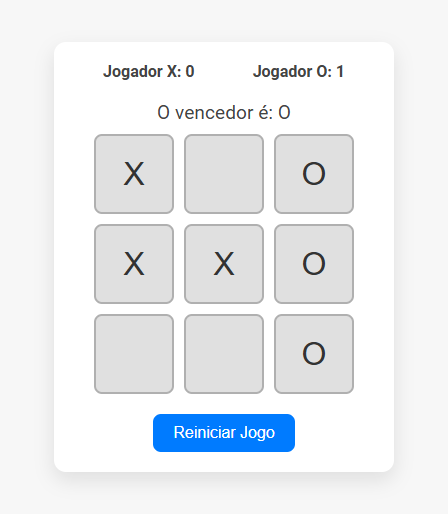 Jogador X: 0 Jogador O: 1
O vencedor é: O
X O
X X O
O
Reiniciar Jogo